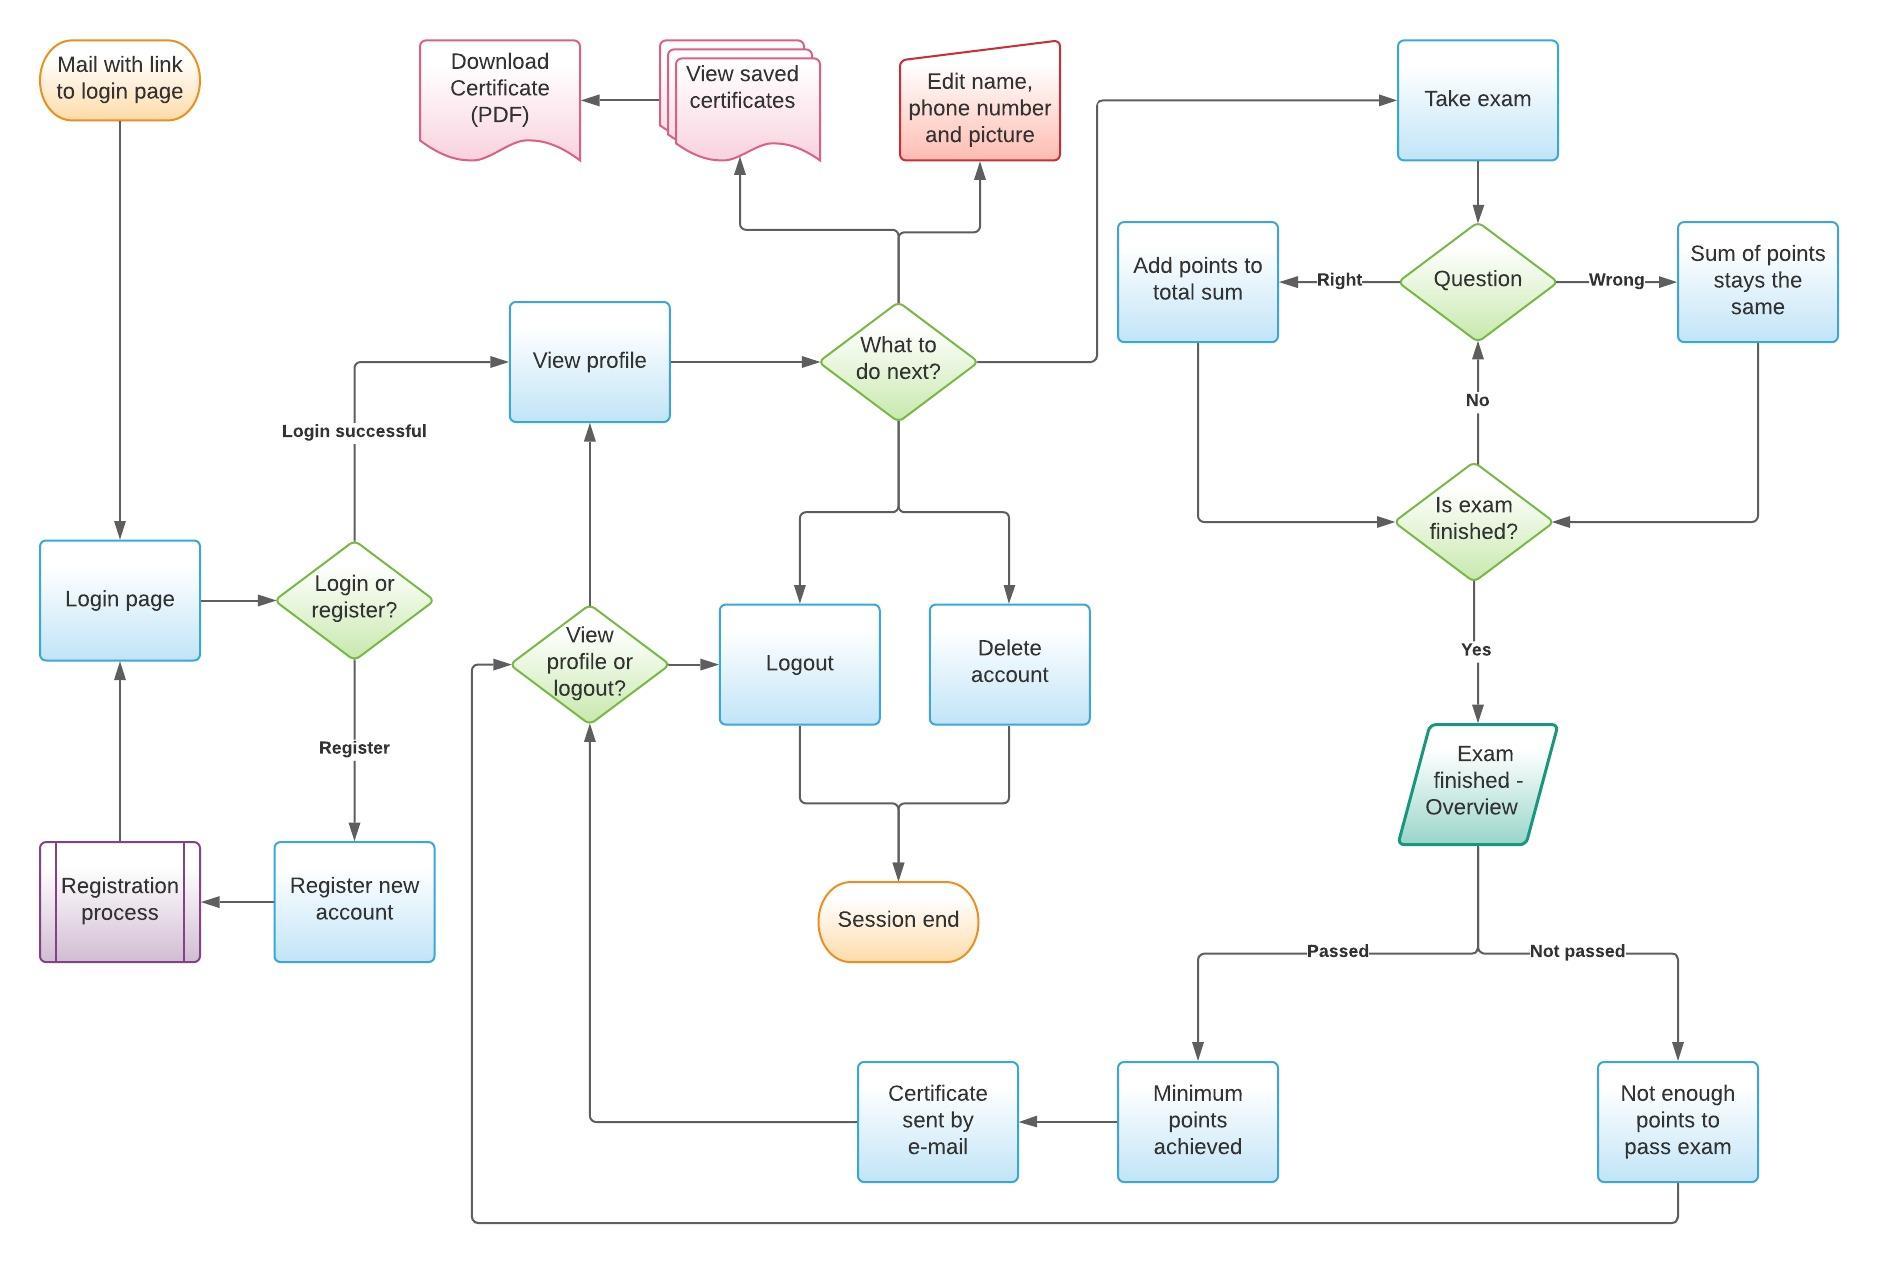 Mail with link
to login page
Download
Certificate
(PDF)
View saved
certificates
Edit name,
phone number
and picture
Take exam
Add points to
total sum
Right
Question
Wrong
Sum of points
stays the
same
View profile
What to
do next?
No
Login successful
Is exam
finished?
Login page
Login or
register?
View
profile or
logout?
Logout
Delete
account
Yes
Register
Exam
finished -
Overview
Registration
process
Register new
account
Session end
Passed
Not passed
Certificate
sent by
e-mail
Minimum
points
achieved
Not enough
points to
pass exam